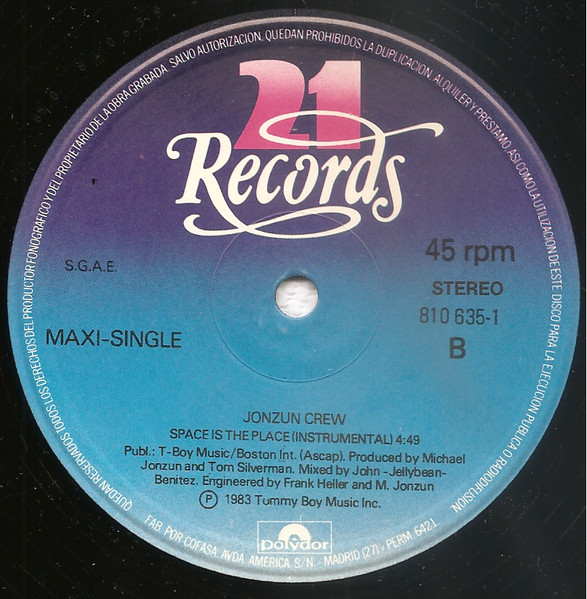 QUEDAN RESERVADOS TODOS LOS DERECHOS DEL PRODUCTOR FONOGRAFICO Y DEL PROPIETARIO DE LA OBRA GRABADA. SALVO AUTORIZACION, QUEDAN PROHIBIDOS LA DUPLICACION, ALQUILER Y PRESTAMO, ASI COMO LA UTILIZACION DE ESTE DISCO PARA LA EJECUCION PUBLICA O RADIODIFUSION.
21
Records
S.G.A.E.
45 rpm
STEREO
810 635-1
MAXI-SINGLE
B
JONZUN CREW
SPACE IS THE PLACE (INSTRUMENTAL) 4:49
Publ.: T-Boy Music/Boston Int. (Ascap). Produced by Michael
Jonzun and Tom Silverman. Mixed by John -Jellybean-
Benitez. Engineered by Frank Heller and M. Jonzun
Ⓟ 1983 Tummy Boy Music Inc.
polydor
FAB. POR COFASA. AVDA. AMERICA, S/N. - MADRID (27) - PERM. 642.1